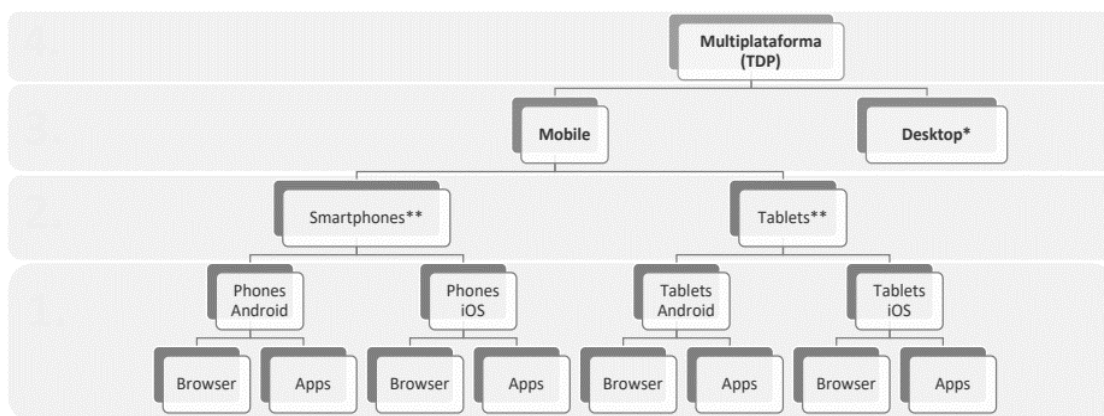 4.
Multiplataforma
(TDP)
3.
Mobile
Desktop*
2.
Smartphones**
Tablets**
1.
Phones
Android
Phones
iOS
Tablets
Android
Tablets
iOS
Browser
Apps
Browser
Apps
Browser
Apps
Browser
Apps